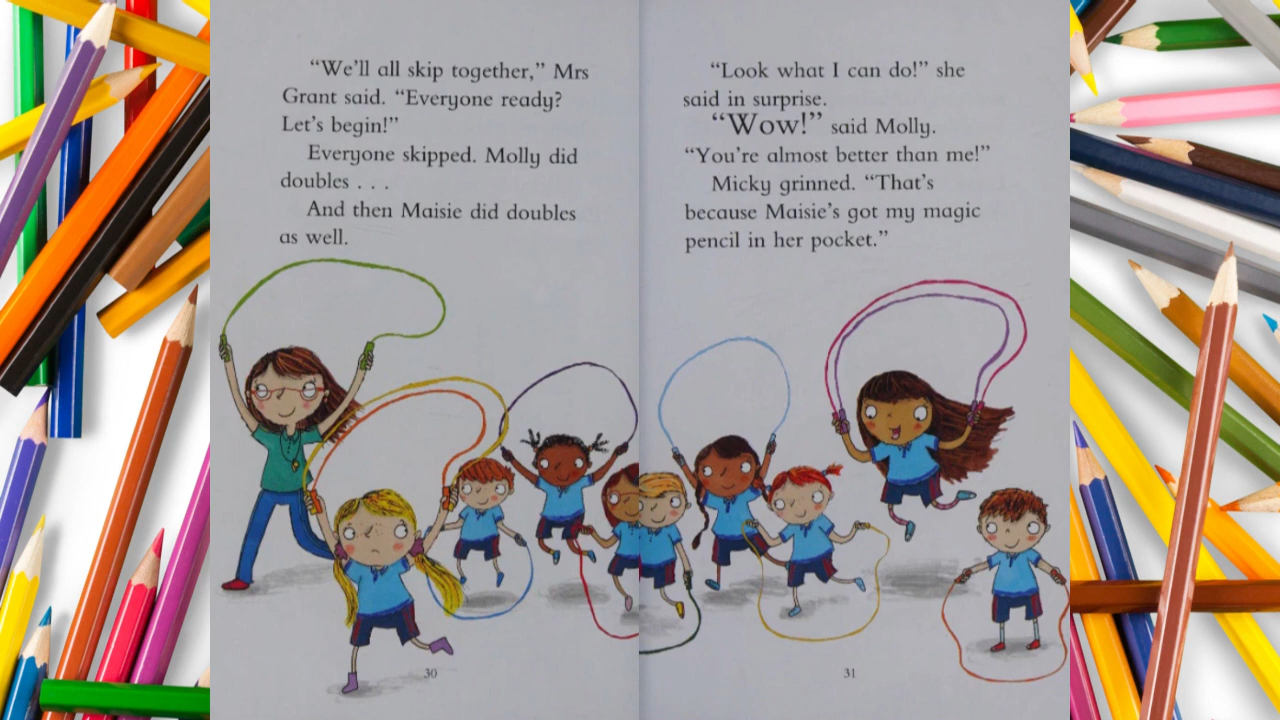 “We’ll all skip together,” Mrs
Grant said. “Everyone ready?
Let’s begin!”
Everyone skipped. Molly did
doubles . . .
And then Maisie did doubles
as well.
30
“Look what I can do!” she
said in surprise.
“Wow!” said Molly.
“You’re almost better than me!”
Micky grinned. “That’s
because Maisie’s got my magic
pencil in her pocket.”
31